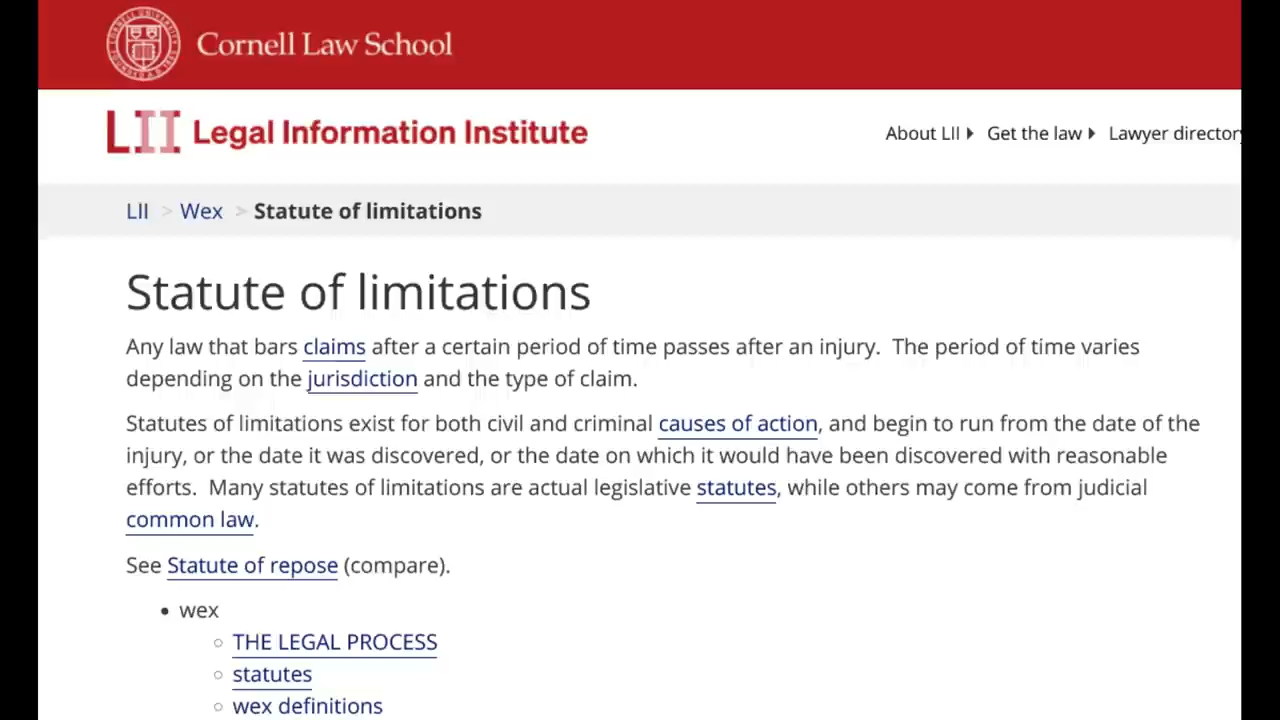 Cornell Law School
LII Legal Information Institute
About LII Get the law Lawyer directory
LII > Wex > Statute of limitations
Statute of limitations
Any law that bars claims after a certain period of time passes after an injury.  The period of time varies
depending on the jurisdiction and the type of claim.
Statutes of limitations exist for both civil and criminal causes of action, and begin to run from the date of the
injury, or the date it was discovered, or the date on which it would have been discovered with reasonable
efforts.  Many statutes of limitations are actual legislative statutes, while others may come from judicial
common law.
See Statute of repose (compare).
wex
THE LEGAL PROCESS
statutes
wex definitions